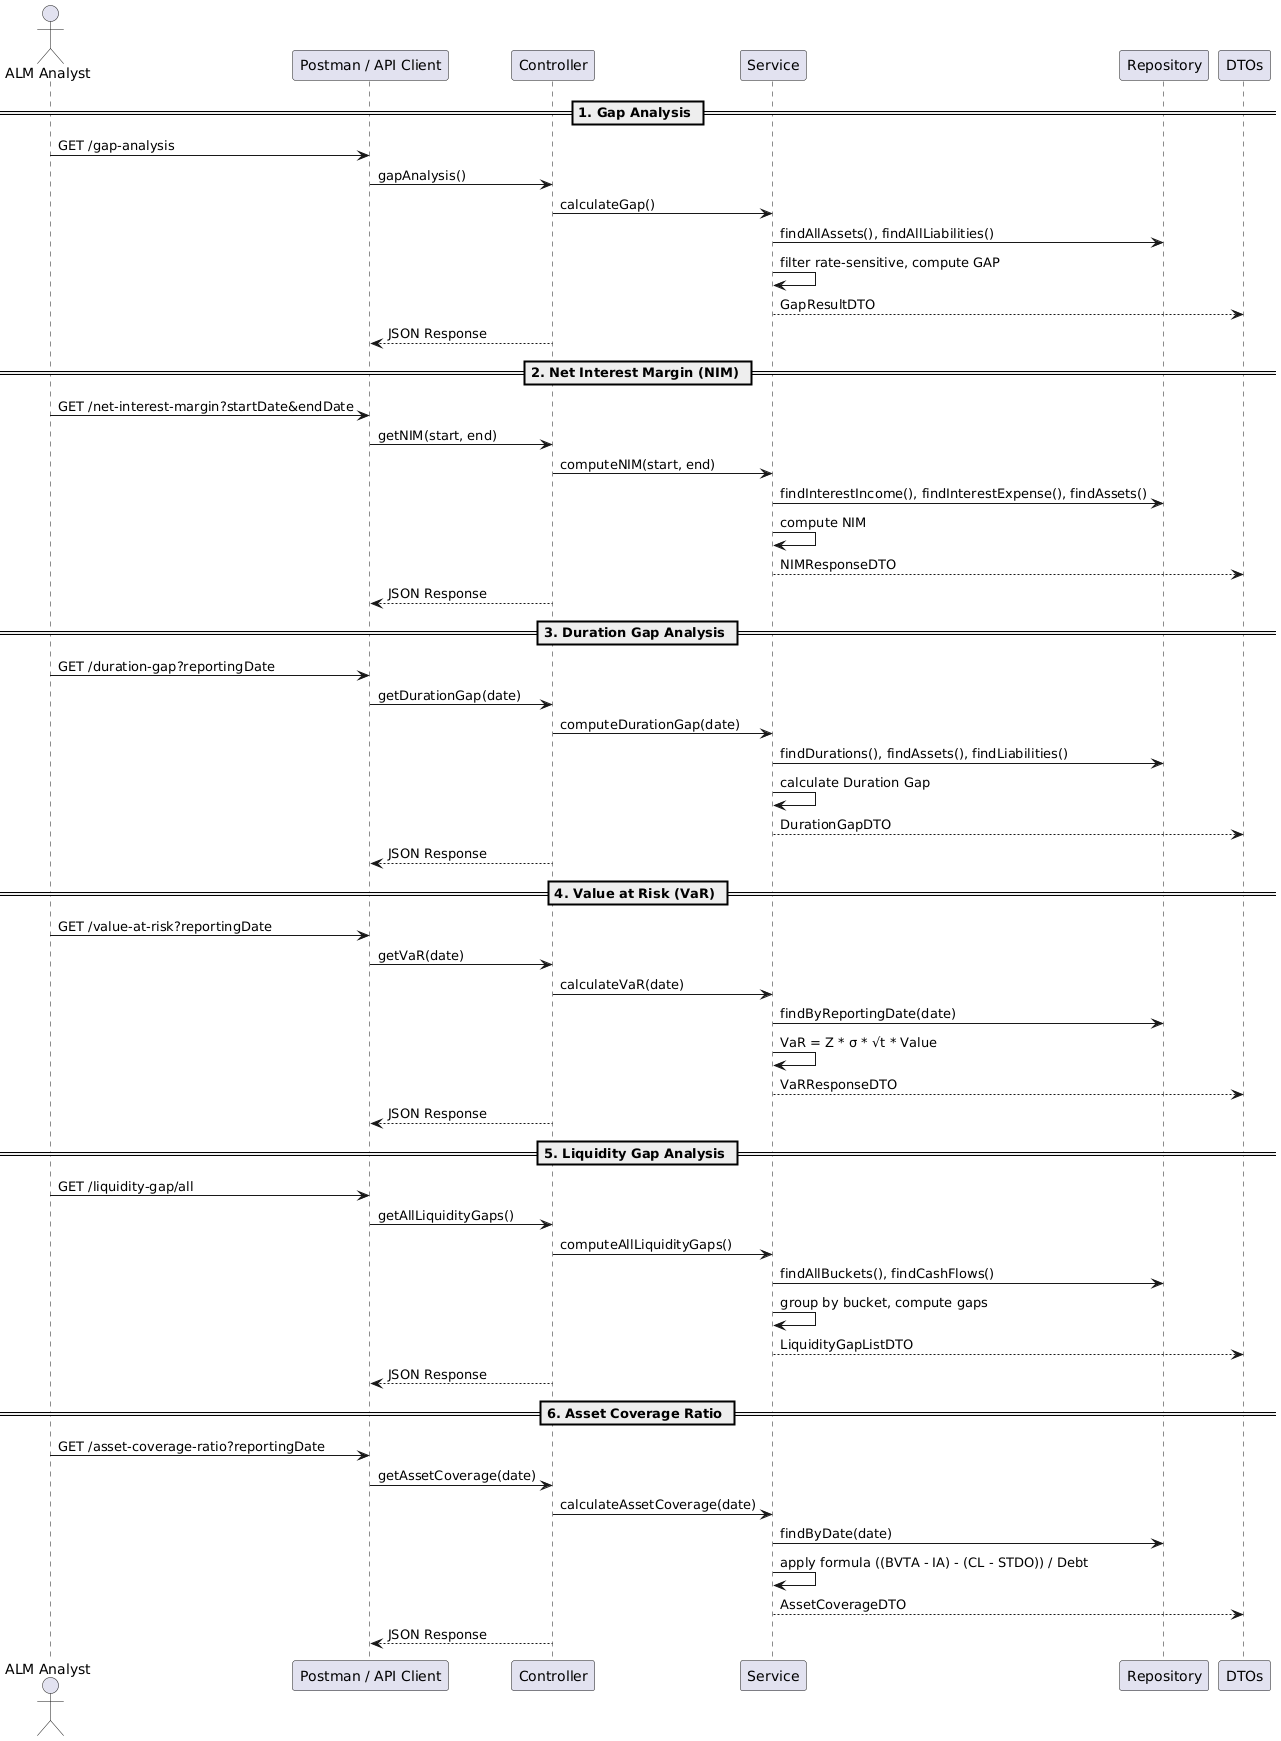 ALM Analyst
Postman / API Client
Controller
Service
Repository
DTOs
1. Gap Analysis
GET /gap-analysis
gapAnalysis()
calculateGap()
findAllAssets(), findAllLiabilities()
filter rate-sensitive, compute GAP
GapResultDTO
JSON Response
2. Net Interest Margin (NIM)
GET /net-interest-margin?startDate&endDate
getNIM(start, end)
computeNIM(start, end)
findInterestIncome(), findInterestExpense(), findAssets()
compute NIM
NIMResponseDTO
JSON Response
3. Duration Gap Analysis
GET /duration-gap?reportingDate
getDurationGap(date)
computeDurationGap(date)
findDurations(), findAssets(), findLiabilities()
calculate Duration Gap
DurationGapDTO
JSON Response
4. Value at Risk (VaR)
GET /value-at-risk?reportingDate
getVaR(date)
calculateVaR(date)
findByReportingDate(date)
VaR = Z * σ * √t * Value
VaRResponseDTO
JSON Response
5. Liquidity Gap Analysis
GET /liquidity-gap/all
getAllLiquidityGaps()
computeAllLiquidityGaps()
findAllBuckets(), findCashFlows()
group by bucket, compute gaps
LiquidityGapListDTO
JSON Response
6. Asset Coverage Ratio
GET /asset-coverage-ratio?reportingDate
getAssetCoverage(date)
calculateAssetCoverage(date)
findByDate(date)
apply formula ((BVTA - IA) - (CL - STDO)) / Debt
AssetCoverageDTO
JSON Response
ALM Analyst
Postman / API Client
Controller
Service
Repository
DTOs